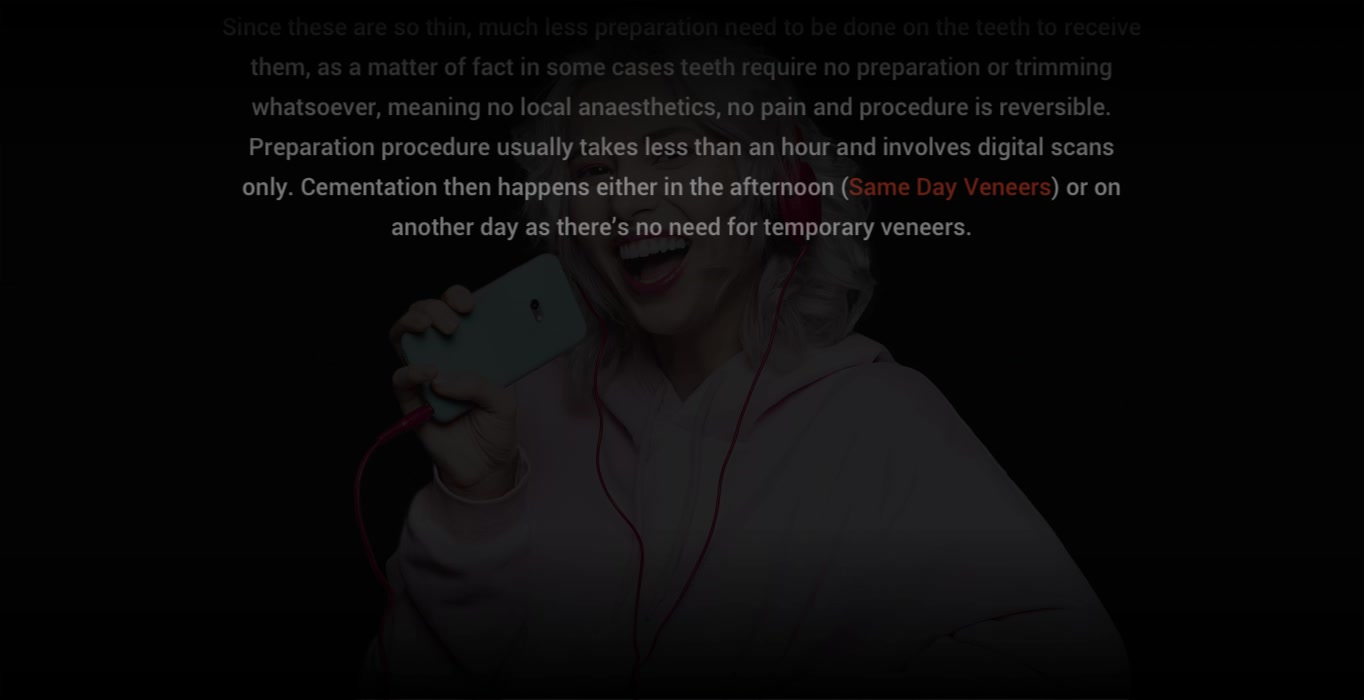 Since these are so thin, much less preparation need to be done on the teeth to receive
them, as a matter of fact in some cases teeth require no preparation or trimming
whatsoever, meaning no local anaesthetics, no pain and procedure is reversible.
Preparation procedure usually takes less than an hour and involves digital scans
only. Cementation then happens either in the afternoon (Same Day Veneers) or on
another day as there’s no need for temporary veneers.